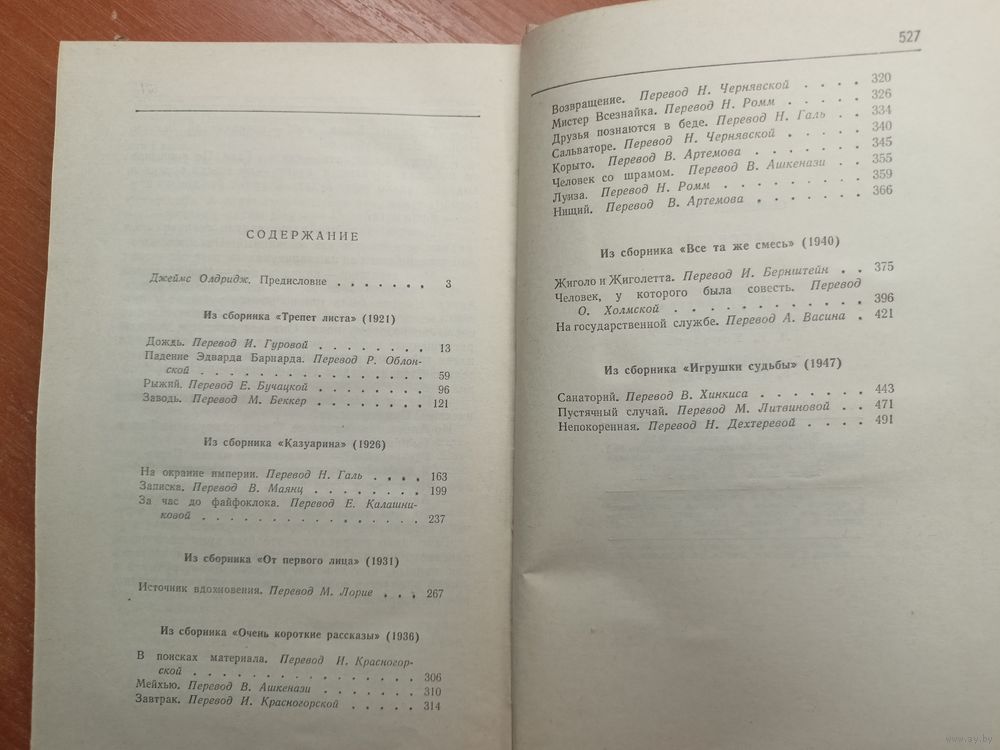 СОДЕРЖАНИЕ
Джеймс Олдридж. Предисловие . . . . . . . 3
Из сборника «Трепет листа» (1921)
Дождь. Перевод И. Гуровой . . . . . . . . 13
Падение Эдварда Барнарда. Перевод Р. Облон-
ской . . . . . . . . . . . . . . . . 59
Рыжий. Перевод Е. Бучацкой . . . . . . . . 96
Заводь. Перевод М. Беккер . . . . . . . . 121
Из сборника «Казуарина» (1926)
На окраине империи. Перевод Н. Галь . . . . 163
Записка. Перевод В. Маянц . . . . . . . . 199
За час до файфоклока. Перевод Е. Калашни-
ковой . . . . . . . . . . . . . . . 237
Из сборника «От первого лица» (1931)
Источник вдохновения. Перевод М. Лорие . . . 267
Из сборника «Очень короткие рассказы» (1936)
В поисках материала. Перевод И. Красногор-
ской . . . . . . . . . . . . . . . . 306
Мейхью. Перевод В. Ашкенази . . . . . . . 310
Завтрак. Перевод И. Красногорской . . . . . 314
527
Возвращение. Перевод Н. Чернявской . . . . 320
Мистер Всезнайка. Перевод Н. Ромм . . . . . 326
Друзья познаются в беде. Перевод Н. Галь . . 334
Сальваторе. Перевод Н. Чернявской . . . . . 340
Корыто. Перевод В. Артемова . . . . . . . 345
Человек со шрамом. Перевод В. Ашкенази . . 355
Луиза. Перевод Н. Ромм . . . . . . . . . 359
Нищий. Перевод В. Артемова . . . . . . . 366
Из сборника «Все та же смесь» (1940)
Жиголо и Жиголетта. Перевод И. Бернштейн . . 375
Человек, у которого была совесть. Перевод
О. Холмской . . . . . . . . . . . . 396
На государственной службе. Перевод А. Васина . 421
Из сборника «Игрушки судьбы» (1947)
Санаторий. Перевод В. Хинкиса . . . . . . . 443
Пустячный случай. Перевод М. Литвиновой . . 471
Непокоренная. Перевод Н. Дехтеревой . . . . 491
www.ay.by